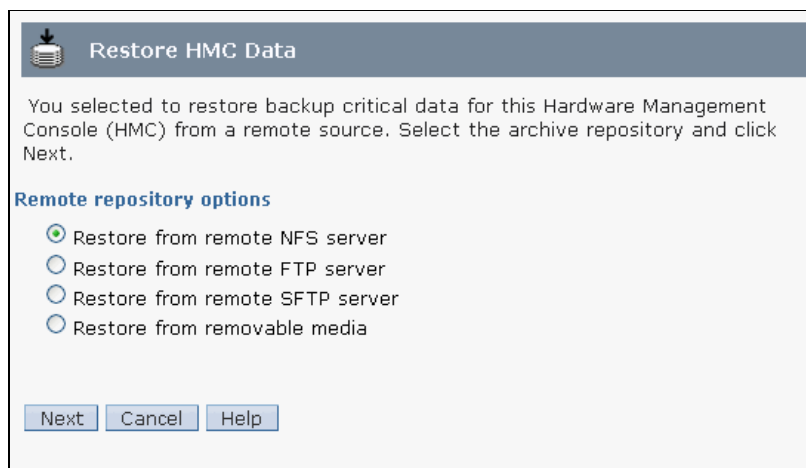 Restore HMC Data
You selected to restore backup critical data for this Hardware Management
Console (HMC) from a remote source. Select the archive repository and click
Next.
Remote repository options
Restore from remote NFS server
Restore from remote FTP server
Restore from remote SFTP server
Restore from removable media
Next Cancel Help